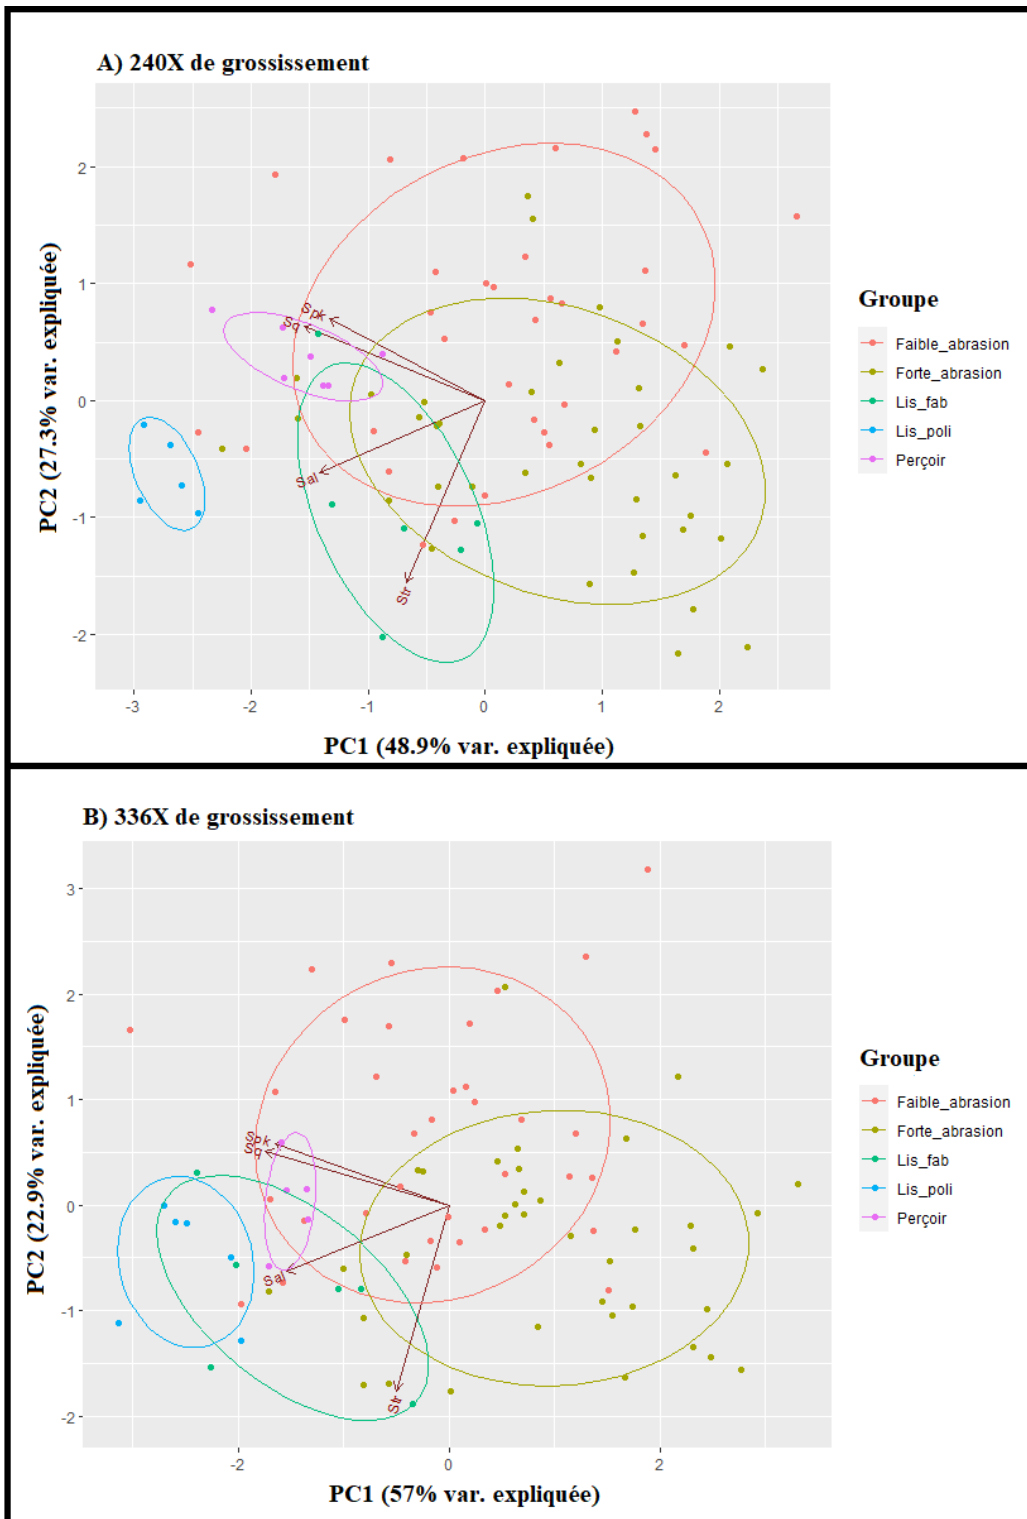 A) 240X de grossissement
PC2 (27.3% var. expliquée)
2
1
0
-1
-2
Spk
Sq
Sal
Str
-3
-2
-1
0
1
2
PC1 (48.9% var. expliquée)
Groupe
Faible_abrasion
Forte_abrasion
Lis_fab
Lis_poli
Perçoir
B) 336X de grossissement
PC2 (22.9% var. expliquée)
3
2
1
0
-1
-2
Spk
Sq
Sal
Str
-2
0
2
PC1 (57% var. expliquée)
Groupe
Faible_abrasion
Forte_abrasion
Lis_fab
Lis_poli
Perçoir